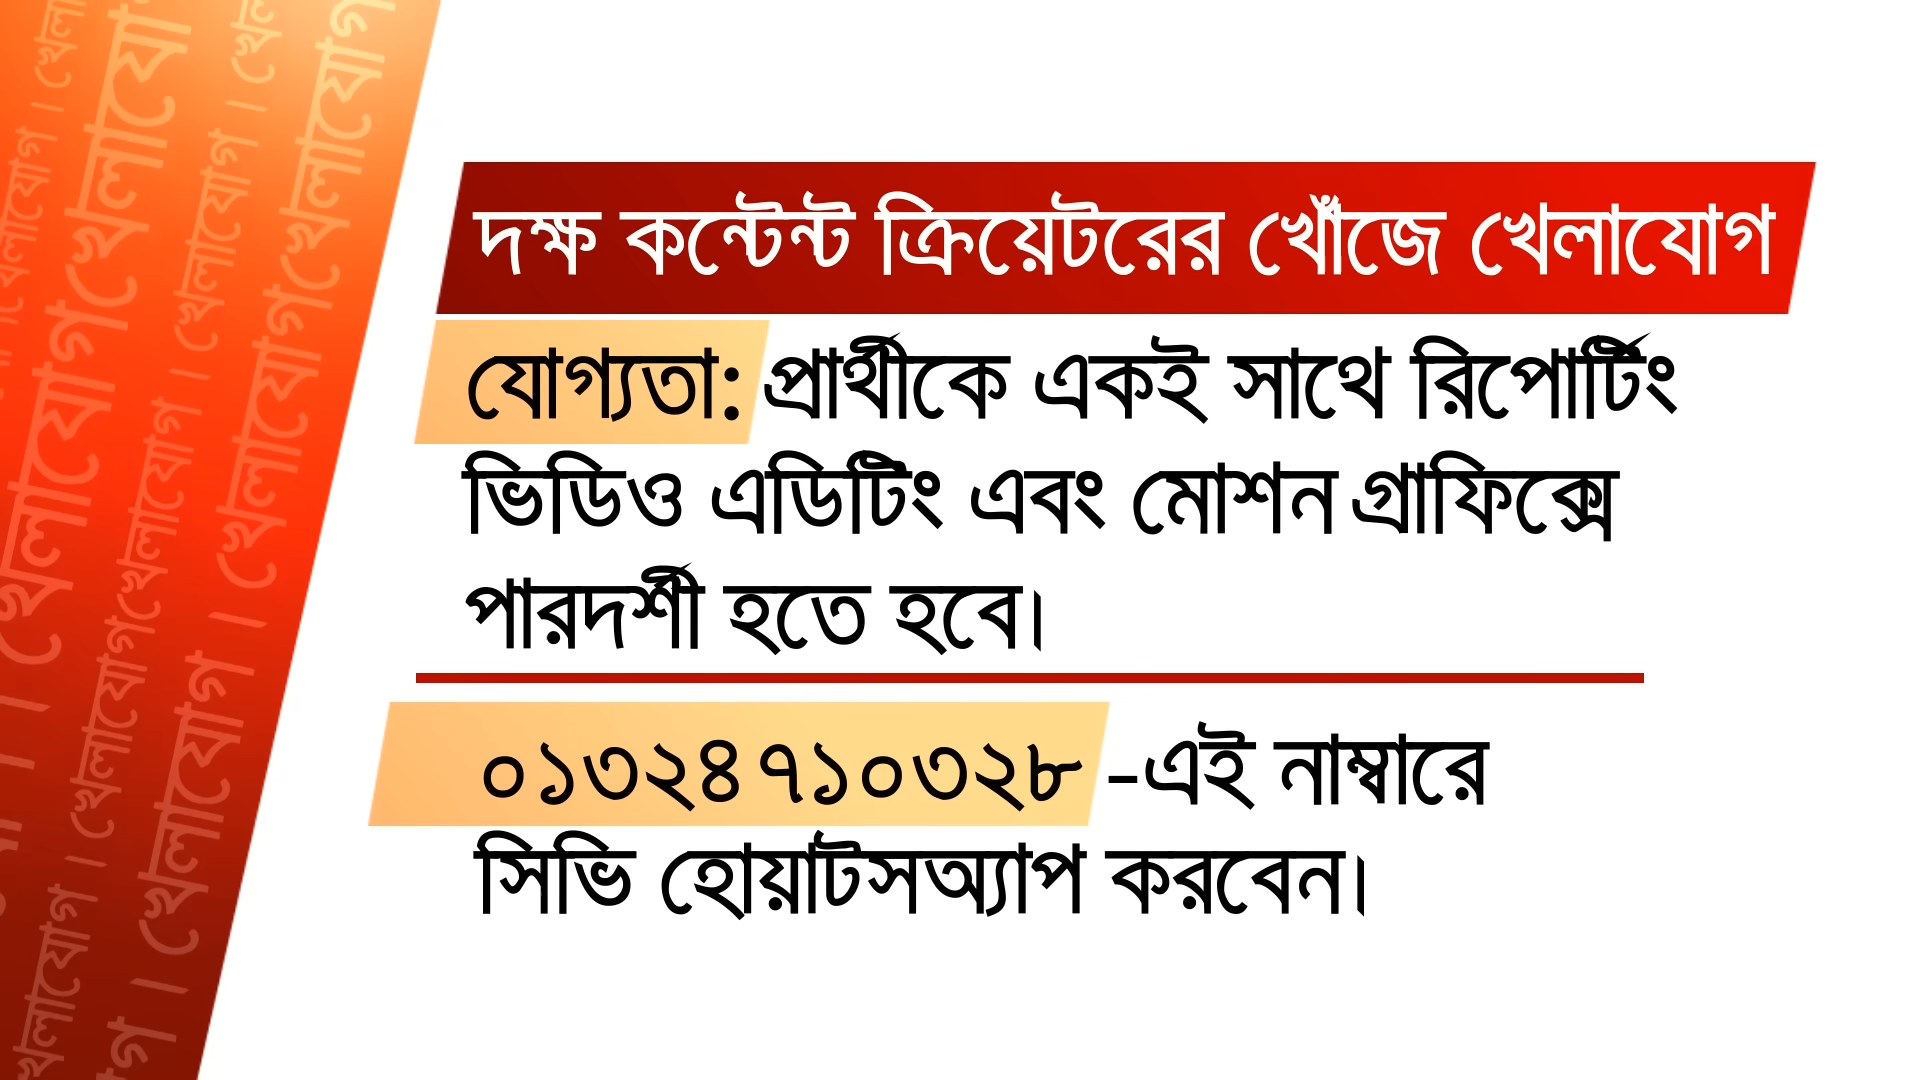 দক্ষ কন্টেন্ট ক্রিয়েটরের খোঁজে খেলাযোগ
যোগ্যতা: প্রার্থীকে একই সাথে রিপোর্টিং
ভিডিও এডিটিং এবং মোশন গ্রাফিক্সে
পারদর্শী হতে হবে।
০১৩২৪৭১০৩২৮ -এই নাম্বারে
সিভি হোয়াটসঅ্যাপ করবেন।
খেলাযোগ । খেলাযোগ